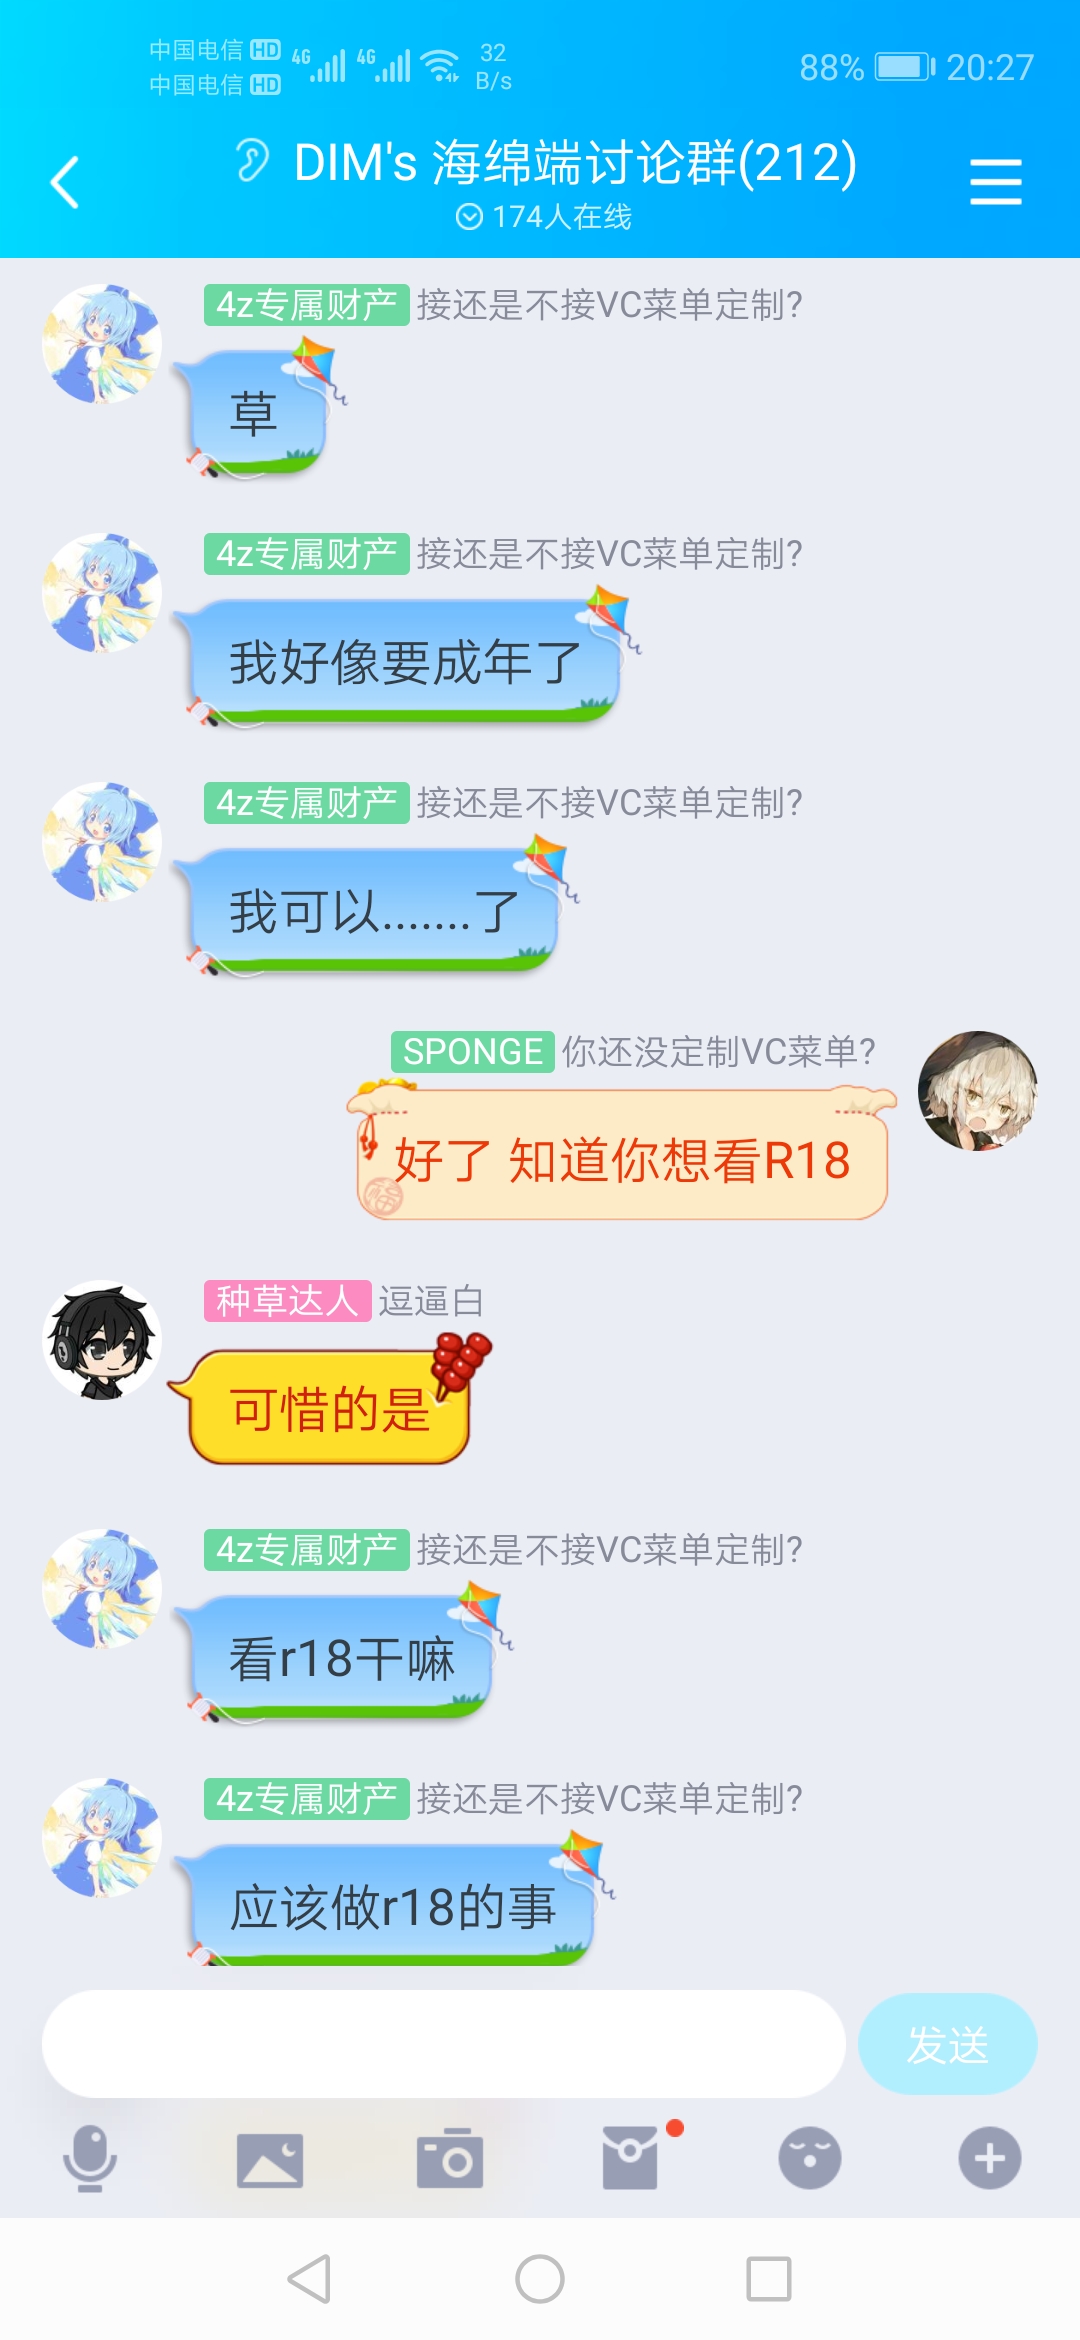 中国电信 HD 4G 4G 32 88% 20:27
中国电信 HD B/s
DIM's 海绵端讨论群(212)
174人在线
4z专属财产 接还是不接VC菜单定制?
草
4z专属财产 接还是不接VC菜单定制?
我好像要成年了
4z专属财产 接还是不接VC菜单定制?
我可以.......了
SPONGE 你还没定制VC菜单?
好了 知道你想看R18
福
种草达人 逗逼白
可惜的是
4z专属财产 接还是不接VC菜单定制?
看r18干嘛
4z专属财产 接还是不接VC菜单定制?
应该做r18的事
发送